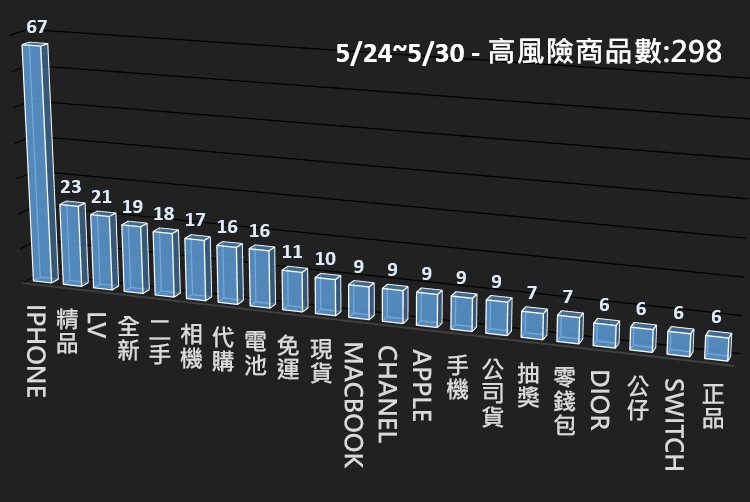 5/24~5/30 - 高風險商品數:298
67
23
21
19
18
17
16
16
11
10
9
9
9
9
9
7
7
6
6
6
6
IPHONE
精品
LV
全新
二手
相機
代購
電池
免運
現貨
MACBOOK
CHANEL
APPLE
手機
公司貨
抽獎
零錢包
DIOR
公仔
SWITCH
正品